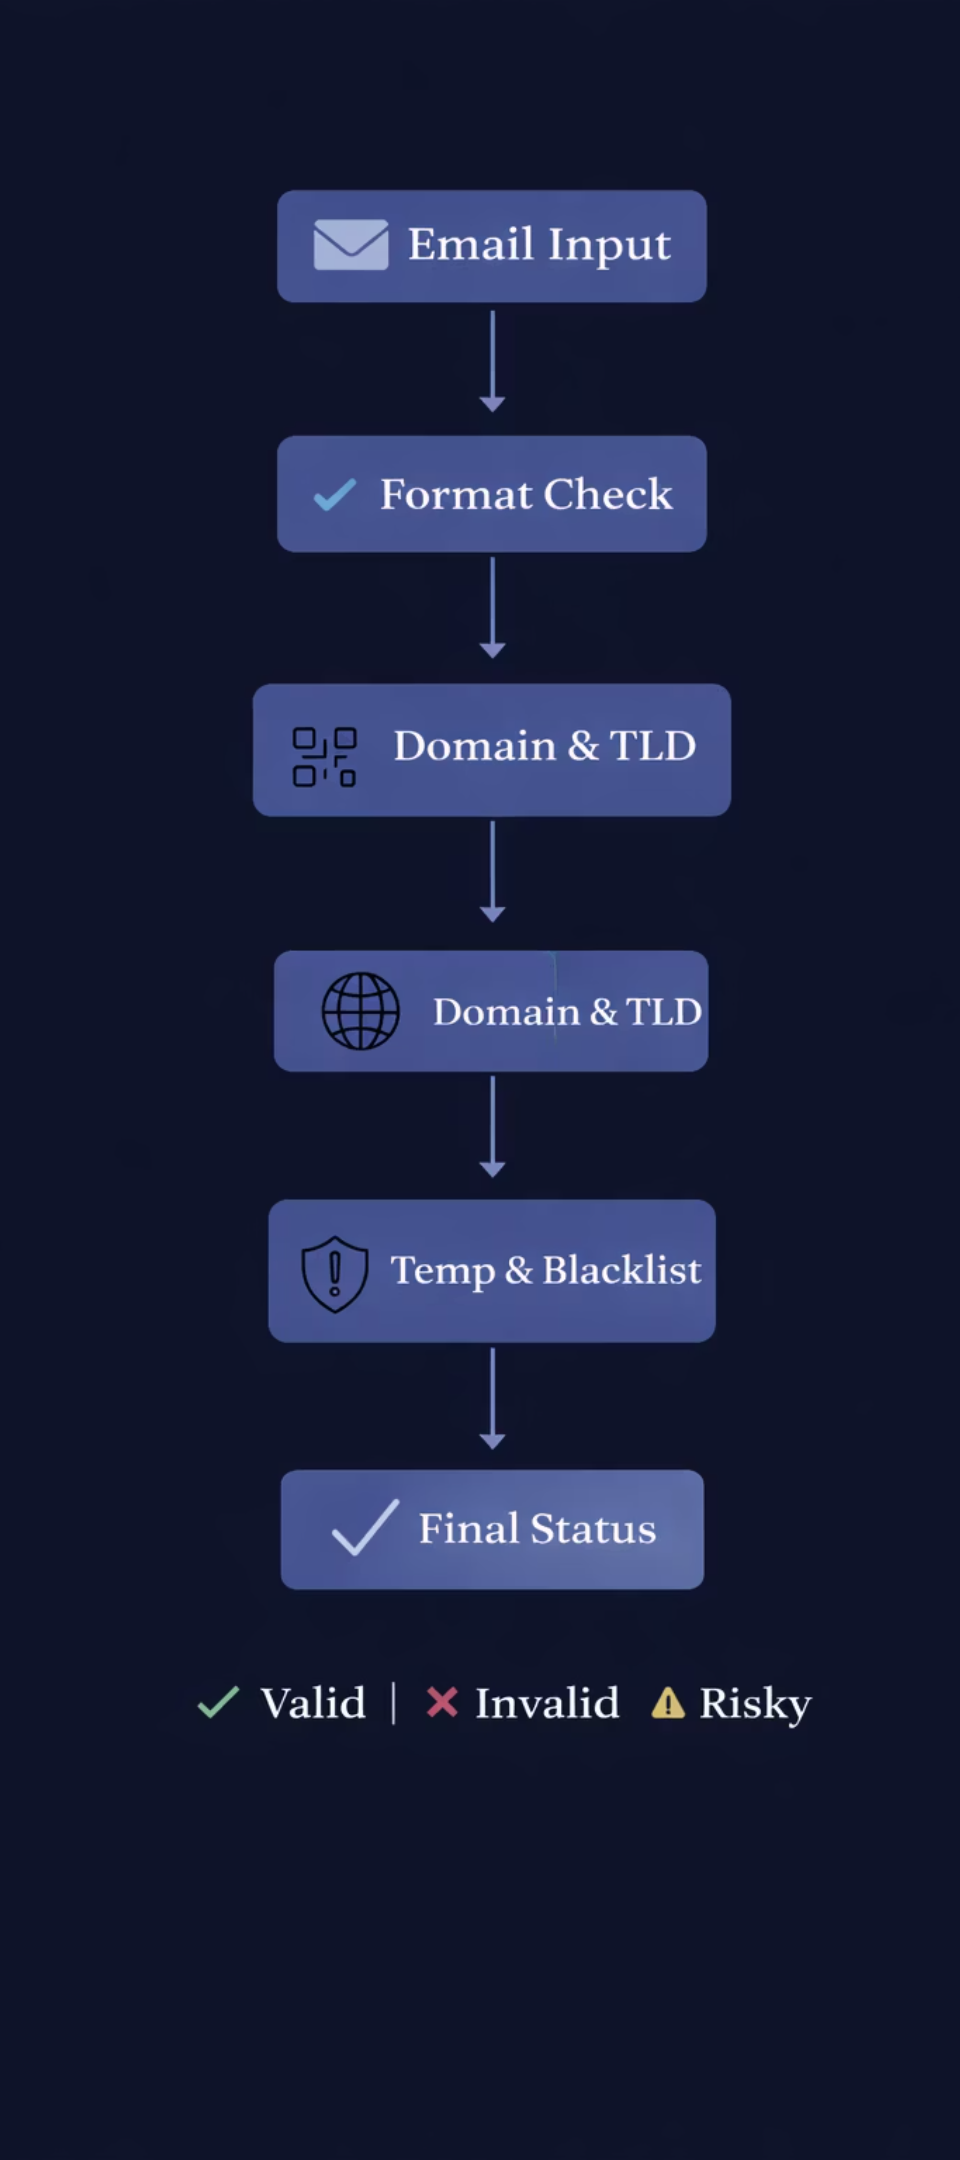 Email Input
Format Check
Domain & TLD
Domain & TLD
Temp & Blacklist
Final Status
Valid | Invalid Risky